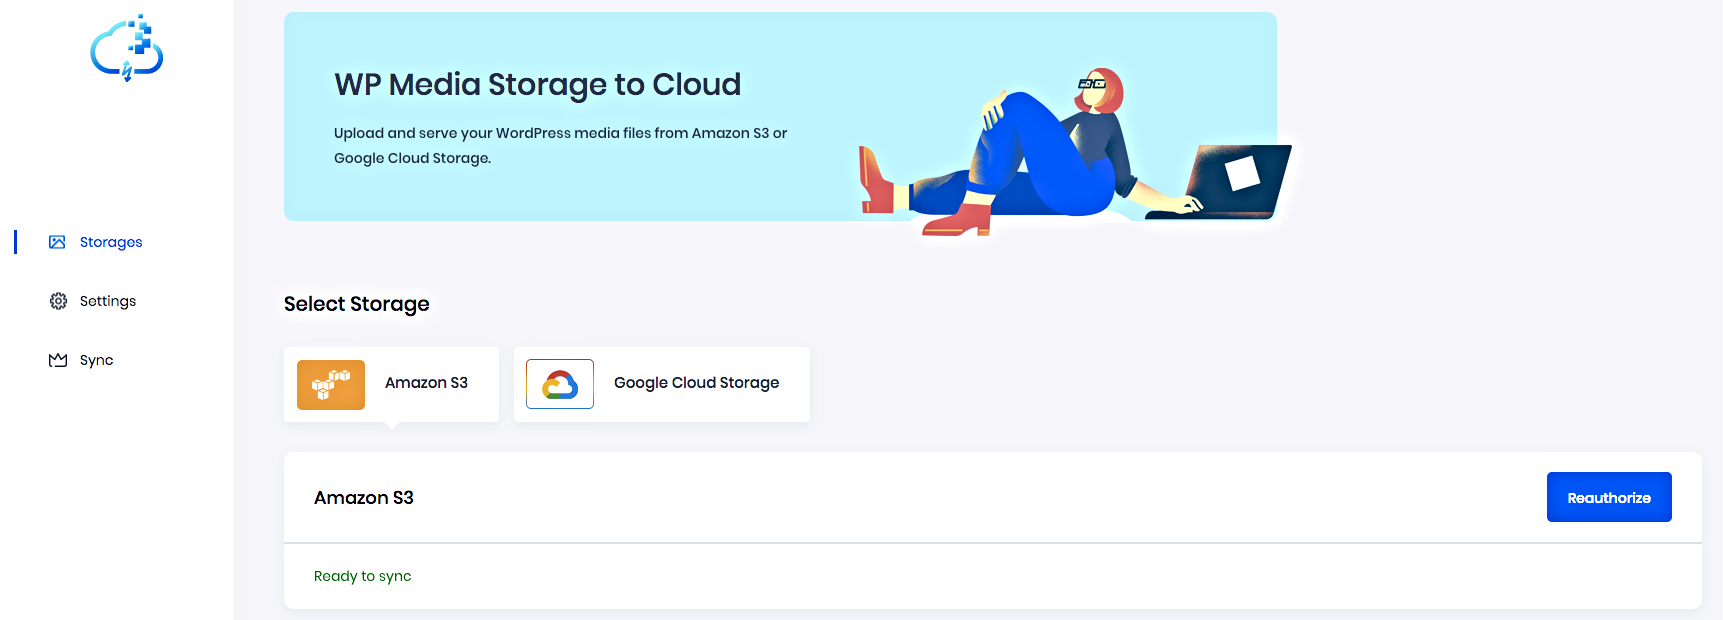 WP Media Storage to Cloud
Upload and serve your WordPress media files from Amazon S3 or
Google Cloud Storage.
Storages
Settings
Sync
Select Storage
Amazon S3
Google Cloud Storage
Amazon S3
Reauthorize
Ready to sync